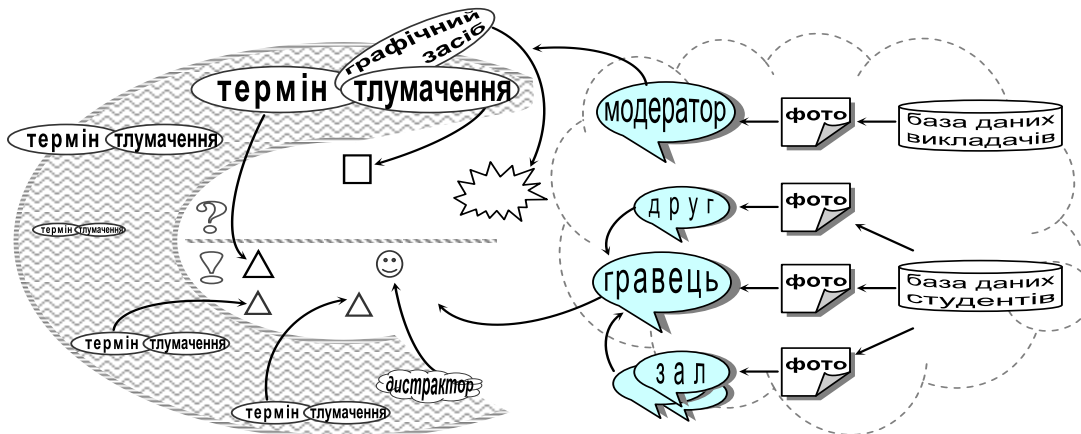 графічний
засіб
термін тлумачення
термін тлумачення
термін тлумачення
?
!
термін тлумачення
дистрактор
термін тлумачення
модератор
фото
база даних
викладачів
друг
фото
гравець
фото
база даних
студентів
зал
фото